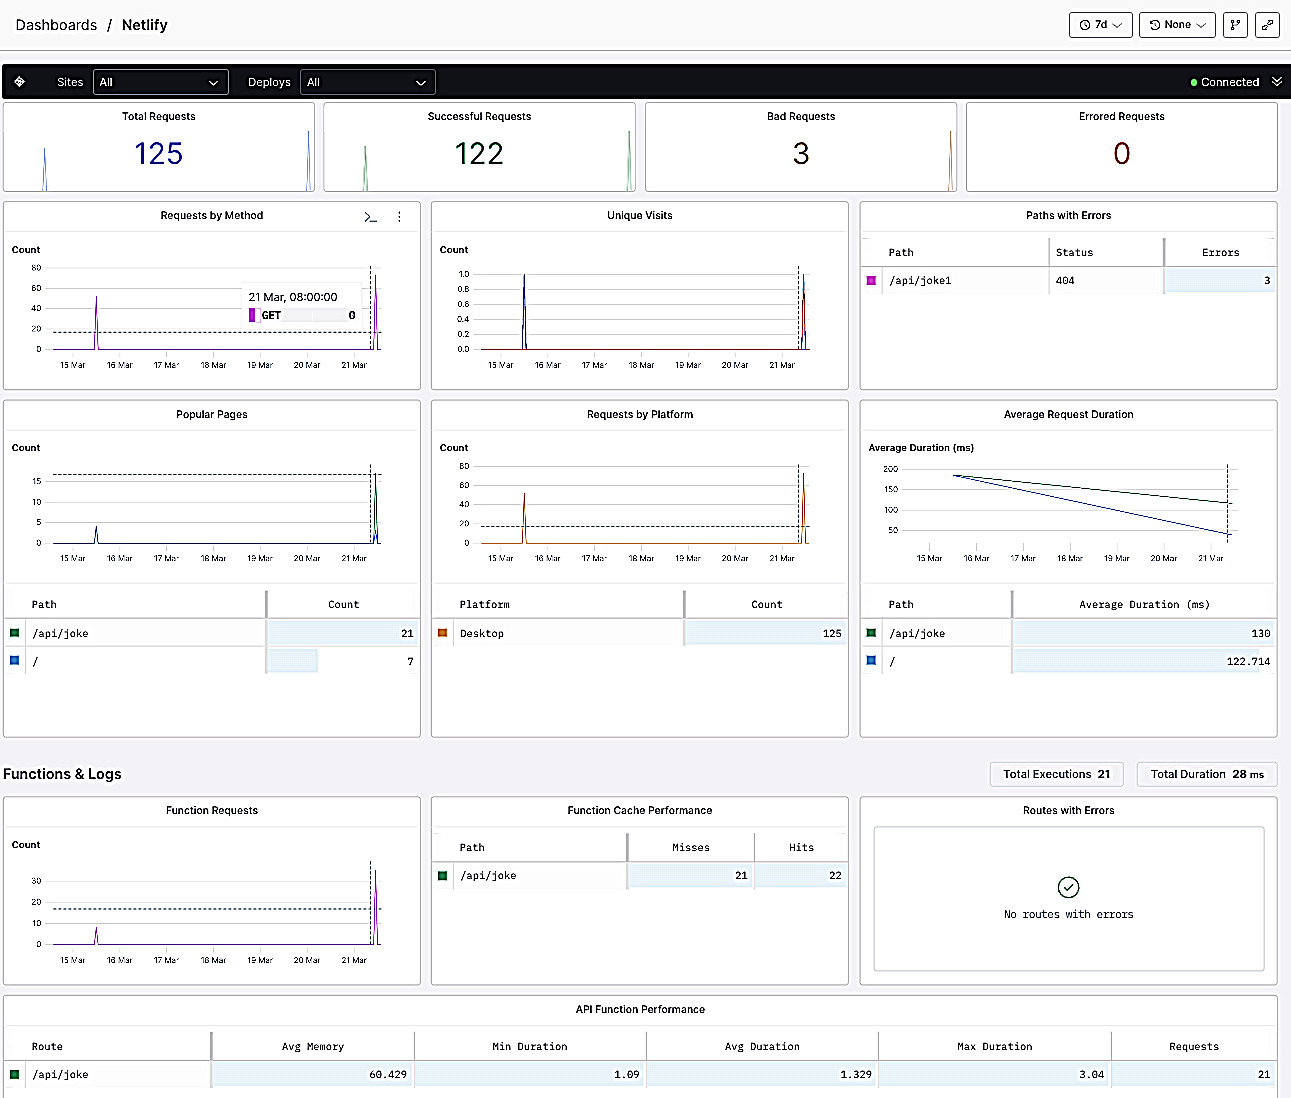 Dashboards / Netlify
7d
None
Sites
All
Deploys
All
Connected
Total Requests
125
Successful Requests
122
Bad Requests
3
Errored Requests
0
Requests by Method
Count
80
60
40
20
0
15 Mar 16 Mar 17 Mar 18 Mar 19 Mar 20 Mar 21 Mar
21 Mar, 08:00:00
GET 0
Unique Visits
Count
1.0
0.8
0.6
0.4
0.2
0.0
15 Mar 16 Mar 17 Mar 18 Mar 19 Mar 20 Mar 21 Mar
Paths with Errors
Path Status Errors
/api/joke1 404 3
Popular Pages
Count
15
10
5
0
15 Mar 16 Mar 17 Mar 18 Mar 19 Mar 20 Mar 21 Mar
Path Count
/api/joke 21
/ 7
Requests by Platform
Count
80
60
40
20
0
15 Mar 16 Mar 17 Mar 18 Mar 19 Mar 20 Mar 21 Mar
Platform Count
Desktop 125
Average Request Duration
Average Duration (ms)
200
150
100
50
15 Mar 16 Mar 17 Mar 18 Mar 19 Mar 20 Mar 21 Mar
Path Average Duration (ms)
/api/joke 130
/ 122.714
Functions & Logs
Total Executions 21
Total Duration 28 ms
Function Requests
Count
30
20
10
0
15 Mar 16 Mar 17 Mar 18 Mar 19 Mar 20 Mar 21 Mar
Function Cache Performance
Path Misses Hits
/api/joke 21 22
Routes with Errors
No routes with errors
API Function Performance
Route Avg Memory Min Duration Avg Duration Max Duration Requests
/api/joke 60.429 1.09 1.329 3.04 21